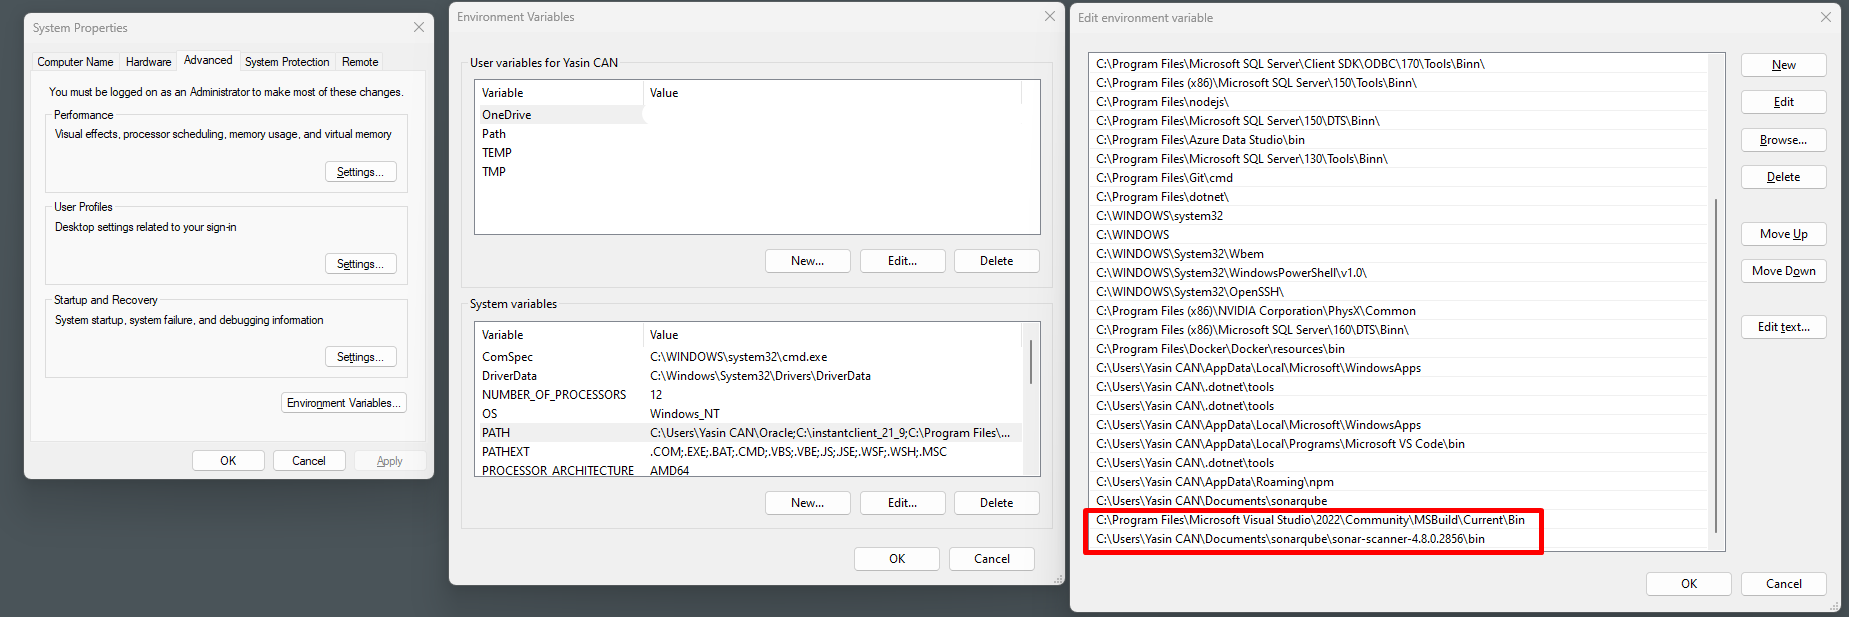 System Properties
Computer Name Hardware Advanced System Protection Remote
You must be logged on as an Administrator to make most of these changes.
Performance
Visual effects, processor scheduling, memory usage, and virtual memory
Settings...
User Profiles
Desktop settings related to your sign-in
Settings...
Startup and Recovery
System startup, system failure, and debugging information
Settings...
Environment Variables...
OK Cancel Apply
Environment Variables
User variables for Yasin CAN
Variable Value
OneDrive
Path
TEMP
TMP
New... Edit... Delete
System variables
Variable Value
ComSpec C:\WINDOWS\system32\cmd.exe
DriverData C:\Windows\System32\Drivers\DriverData
NUMBER_OF_PROCESSORS 12
OS Windows_NT
PATH C:\Users\Yasin CAN\Oracle;C:\instantclient_21_9;C:\Program Files\...
PATHEXT .COM;.EXE;.BAT;.CMD;.VBS;.VBE;.JS;.JSE;.WSF;.WSH;.MSC
PROCESSOR_ARCHITECTURE AMD64
New... Edit... Delete
OK Cancel
Edit environment variable
C:\Program Files\Microsoft SQL Server\Client SDK\ODBC\170\Tools\Binn\
C:\Program Files (x86)\Microsoft SQL Server\150\Tools\Binn\
C:\Program Files\nodejs\
C:\Program Files\Microsoft SQL Server\150\DTS\Binn\
C:\Program Files\Azure Data Studio\bin
C:\Program Files\Microsoft SQL Server\130\Tools\Binn\
C:\Program Files\Git\cmd
C:\Program Files\dotnet\
C:\WINDOWS\system32
C:\WINDOWS
C:\WINDOWS\System32\Wbem
C:\WINDOWS\System32\WindowsPowerShell\v1.0\
C:\WINDOWS\System32\OpenSSH\
C:\Program Files (x86)\NVIDIA Corporation\PhysX\Common
C:\Program Files (x86)\Microsoft SQL Server\160\DTS\Binn\
C:\Program Files\Docker\Docker\resources\bin
C:\Users\Yasin CAN\AppData\Local\Microsoft\WindowsApps
C:\Users\Yasin CAN\.dotnet\tools
C:\Users\Yasin CAN\.dotnet\tools
C:\Users\Yasin CAN\AppData\Local\Microsoft\WindowsApps
C:\Users\Yasin CAN\AppData\Local\Programs\Microsoft VS Code\bin
C:\Users\Yasin CAN\.dotnet\tools
C:\Users\Yasin CAN\AppData\Roaming\npm
C:\Users\Yasin CAN\Documents\sonarqube
C:\Program Files\Microsoft Visual Studio\2022\Community\MSBuild\Current\Bin
C:\Users\Yasin CAN\Documents\sonarqube\sonar-scanner-4.8.0.2856\bin
New
Edit
Browse...
Delete
Move Up
Move Down
Edit text...
OK Cancel